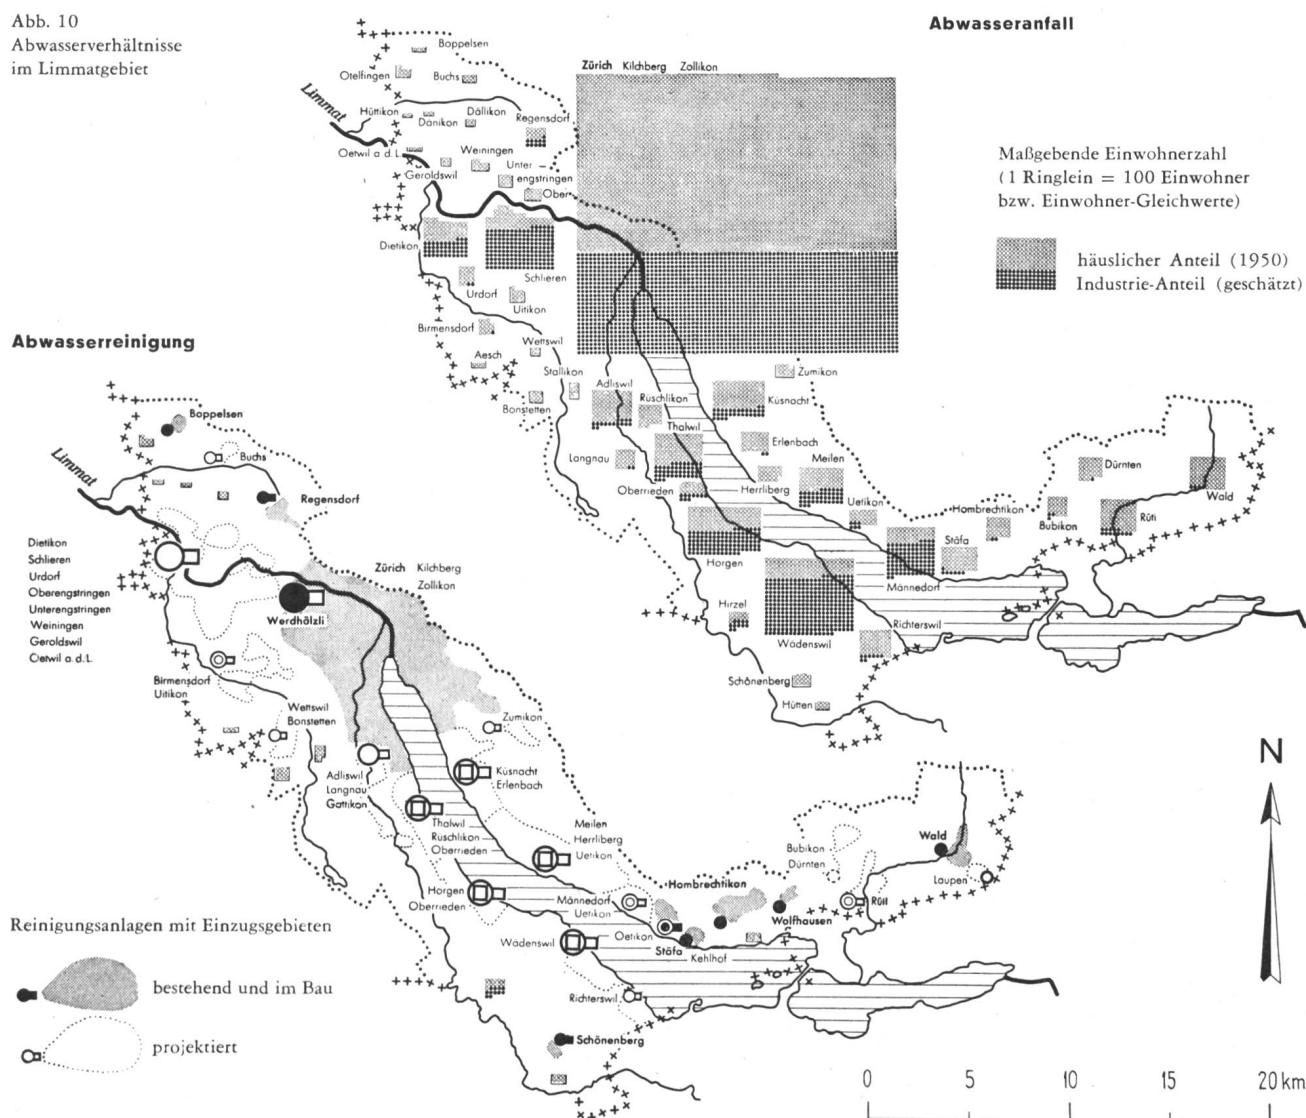 Abb. 10
Abwasserverhältnisse
im Limmatgebiet
Abwasseranfall
Boppelsen
Otelfingen
Buchs
Zürich Kilchberg Zollikon
Limmat
Hüttikon
Dällikon
Dänikon
Regensdorf
Oetwil a.d.L.
Weiningen
Unter
Geroldswil
engstringen
Ober
Maßgebende Einwohnerzahl
(1 Ringlein = 100 Einwohner
bzw. Einwohner-Gleichwerte)
häuslicher Anteil (1950)
Industrie-Anteil (geschätzt)
Dietikon
Schlieren
Urdorf
Uitikon
Birmensdorf
Wettswil
Aesch
Stallikon
Bonstetten
Adliswil
Rüschlikon
Thalwil
Küsnacht
Zumikon
Langnau
Erlenbach
Oberrieden
Meilen
Herrliberg
Uetikon
Horgen
Hombrechtikon
Dürnten
Wald
Bubikon
Rüti
Stäfa
Männedorf
Hirzel
Wädenswil
Richterswil
Schönenberg
Hütten
Abwasserreinigung
Boppelsen
Buchs
Limmat
Regensdorf
Dietikon
Schlieren
Urdorf
Oberengstringen
Unterengstringen
Weiningen
Geroldswil
Oetwil a.d.L.
Zürich Kilchberg
Zollikon
Werdhölzli
Birmensdorf
Uitikon
Wettswil
Bonstetten
Zumikon
Adliswil
Langnau
Gattikon
Küsnacht
Erlenbach
Thalwil
Rüschlikon
Oberrieden
Meilen
Herrliberg
Uetikon
Horgen
Oberrieden
Männedorf
Uetikon
Hombrechtikon
Bubikon
Dürnten
Wald
Laupen
Rüti
Wolfhausen
Oetikon
Stäfa
Kehlhof
Wädenswil
Richterswil
Schönenberg
Reinigungsanlagen mit Einzugsgebieten
bestehend und im Bau
projektiert
N
0 5 10 15 20 km